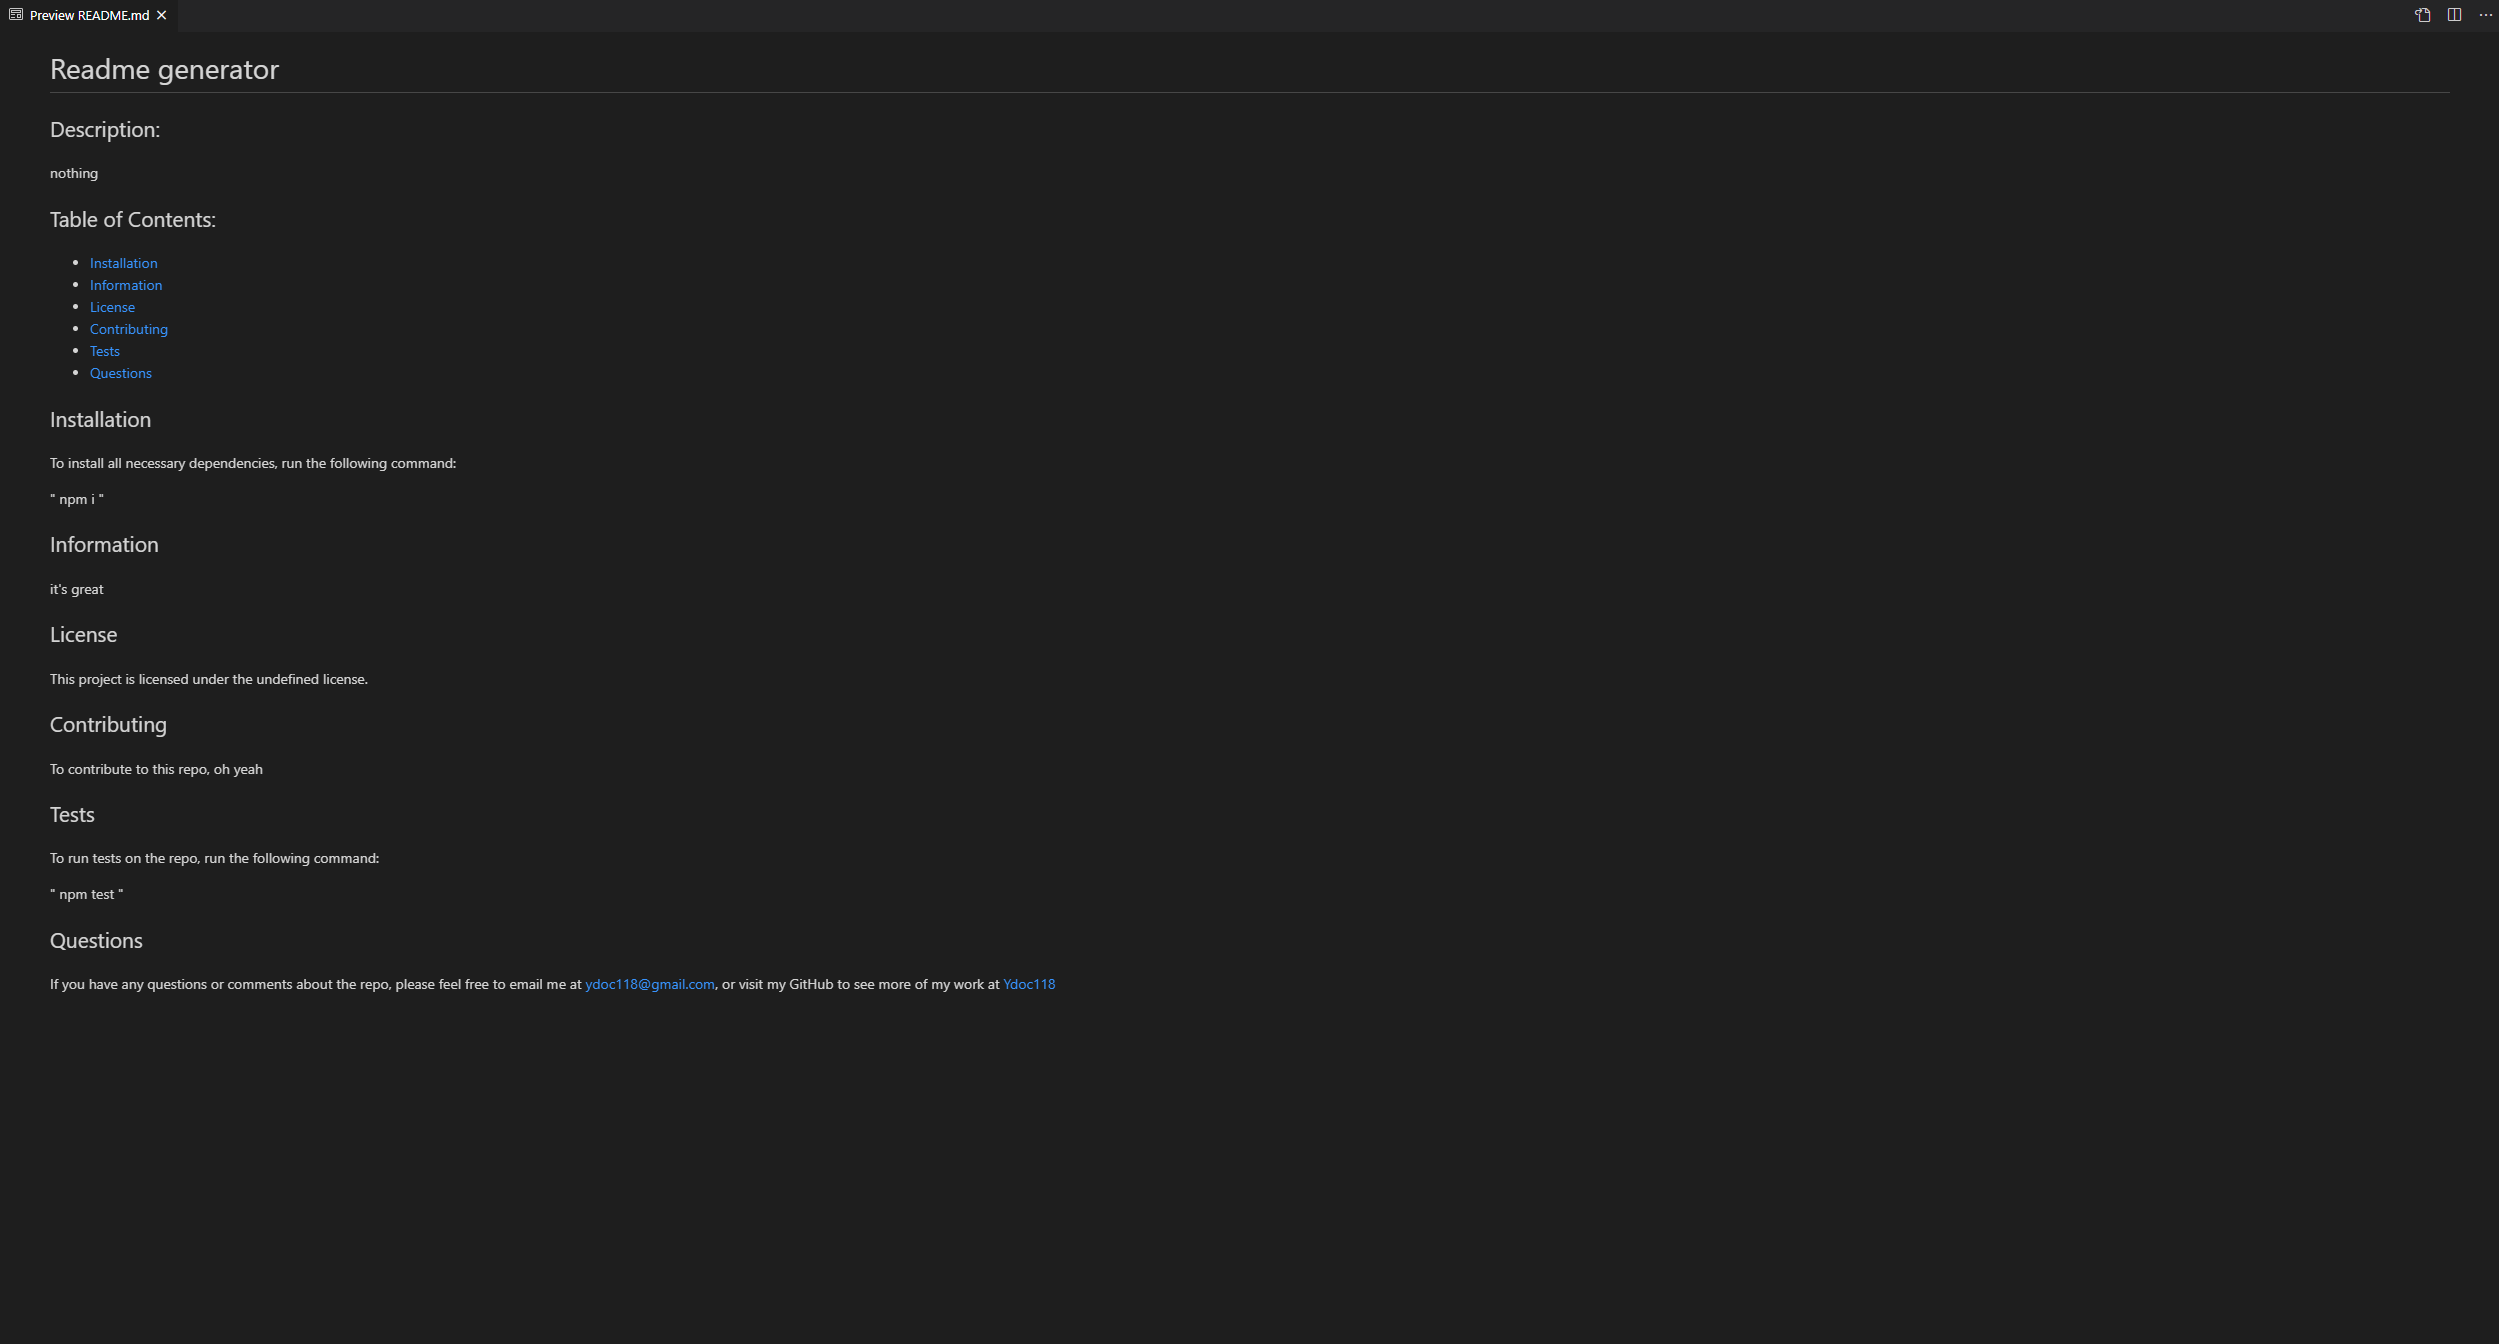 Preview README.md
Readme generator
Description:
nothing
Table of Contents:
Installation
Information
License
Contributing
Tests
Questions
Installation
To install all necessary dependencies, run the following command:
" npm i "
Information
it's great
License
This project is licensed under the undefined license.
Contributing
To contribute to this repo, oh yeah
Tests
To run tests on the repo, run the following command:
" npm test "
Questions
If you have any questions or comments about the repo, please feel free to email me at ydoc118@gmail.com, or visit my GitHub to see more of my work at Ydoc118